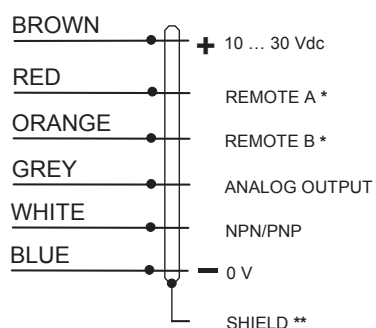 BROWN + 10 … 30 Vdc
RED REMOTE A *
ORANGE REMOTE B *
GREY ANALOG OUTPUT
WHITE NPN/PNP
BLUE — 0 V
SHIELD **